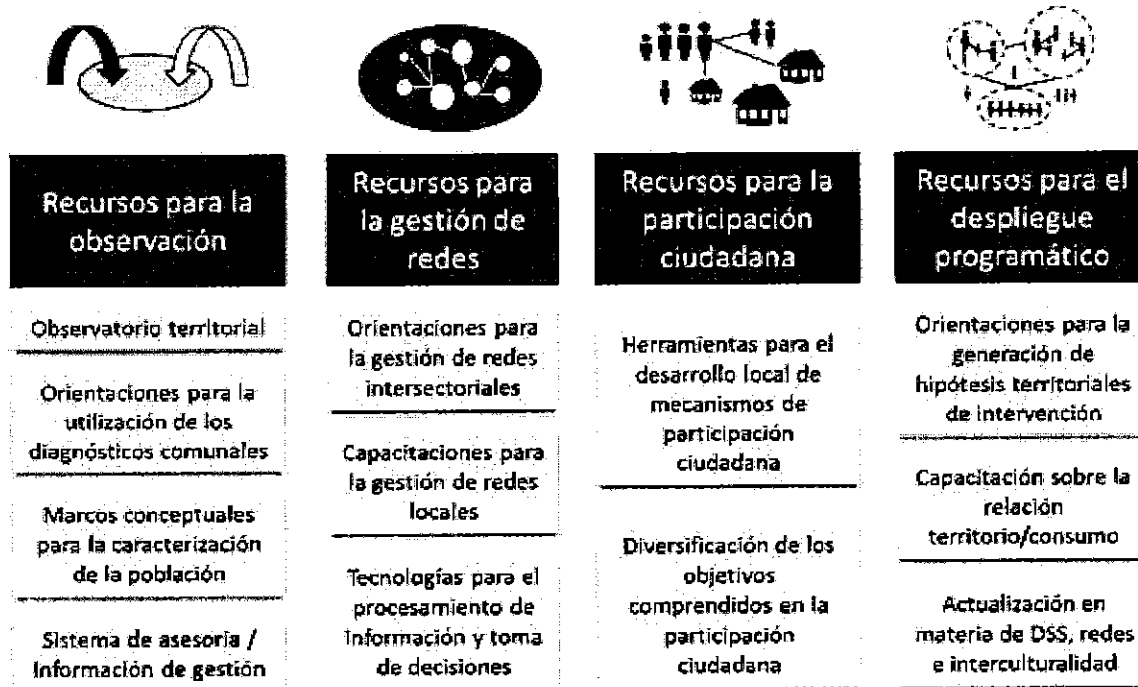 Recursos para la
observación
Observatorio territorial
Orientaciones para la
utilización de los
diagnósticos comunales
Marcos conceptuales
para la caracterización
de la población
Sistema de asesoría /
Información de gestión
Recursos para
la gestión de
redes
Orientaciones para
la gestión de redes
intersectoriales
Capacitaciones para
la gestión de redes
locales
Tecnologías para el
procesamiento de
información y toma
de decisiones
Recursos para la
participación
ciudadana
Herramientas para el
desarrollo local de
mecanismos de
participación
ciudadana
Diversificación de los
objetivos
comprendidos en la
participación
ciudadana
Recursos para el
despliegue
programático
Orientaciones para la
generación de
hipótesis territoriales
de intervención
Capacitación sobre la
relación
territorio/consumo
Actualización en
materia de DSS, redes
e interculturalidad